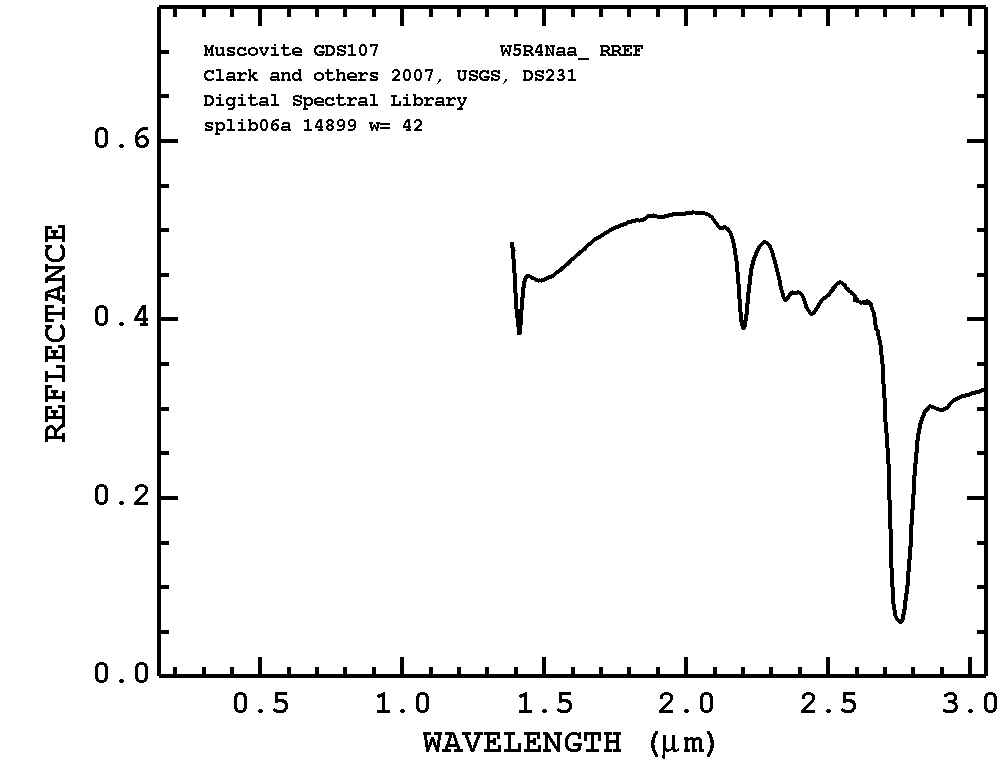 Muscovite GDS107 W5R4Naa_ RREF
Clark and others 2007, USGS, DS231
Digital Spectral Library
splib06a 14899 w= 42
0.6
0.4
0.2
0.0
REFLECTANCE
0.5 1.0 1.5 2.0 2.5 3.0
WAVELENGTH (μm)